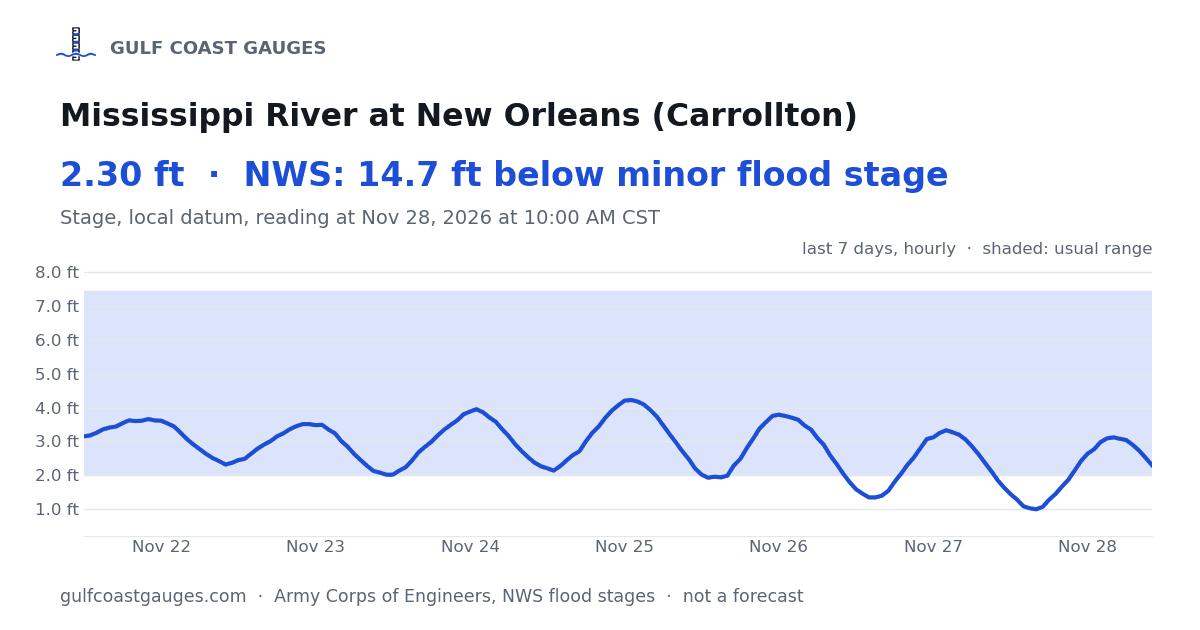 GULF COAST GAUGES
Mississippi River at New Orleans (Carrollton)
2.30 ft · NWS: 14.7 ft below minor flood stage
Stage, local datum, reading at Nov 28, 2026 at 10:00 AM CST
last 7 days, hourly · shaded: usual range
8.0 ft
7.0 ft
6.0 ft
5.0 ft
4.0 ft
3.0 ft
2.0 ft
1.0 ft
Nov 22 Nov 23 Nov 24 Nov 25 Nov 26 Nov 27 Nov 28
gulfcoastgauges.com · Army Corps of Engineers, NWS flood stages · not a forecast